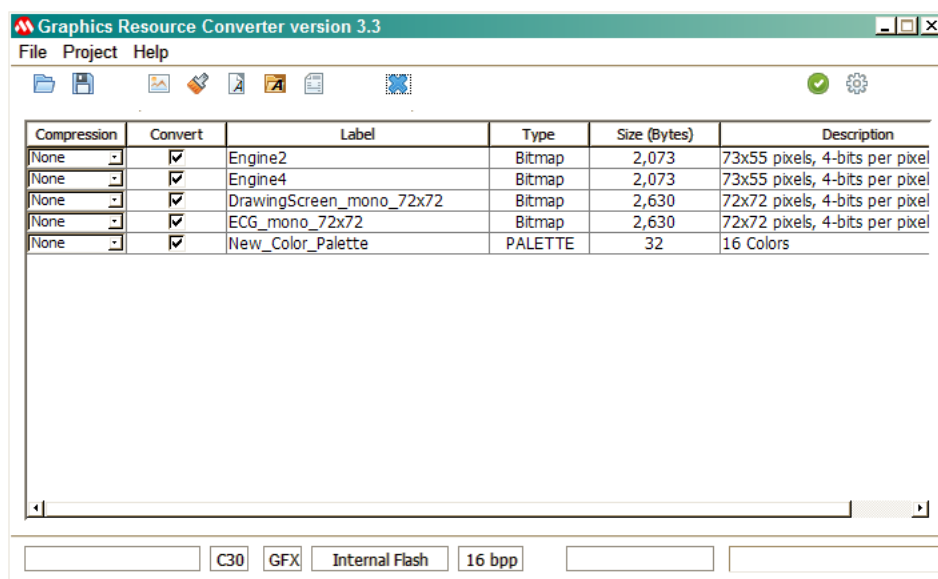 Graphics Resource Converter version 3.3
File Project Help
Compression Convert Label Type Size (Bytes) Description
None Engine2 Bitmap 2,073 73x55 pixels, 4-bits per pixel
None Engine4 Bitmap 2,073 73x55 pixels, 4-bits per pixel
None DrawingScreen_mono_72x72 Bitmap 2,630 72x72 pixels, 4-bits per pixel
None ECG_mono_72x72 Bitmap 2,630 72x72 pixels, 4-bits per pixel
None New_Color_Palette PALETTE 32 16 Colors
C30 GFX Internal Flash 16 bpp